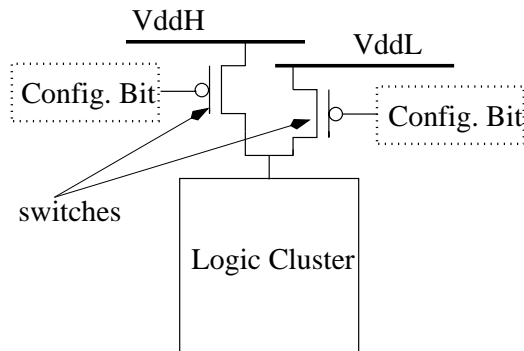 VddH
VddL
Config. Bit
Config. Bit
switches
Logic Cluster